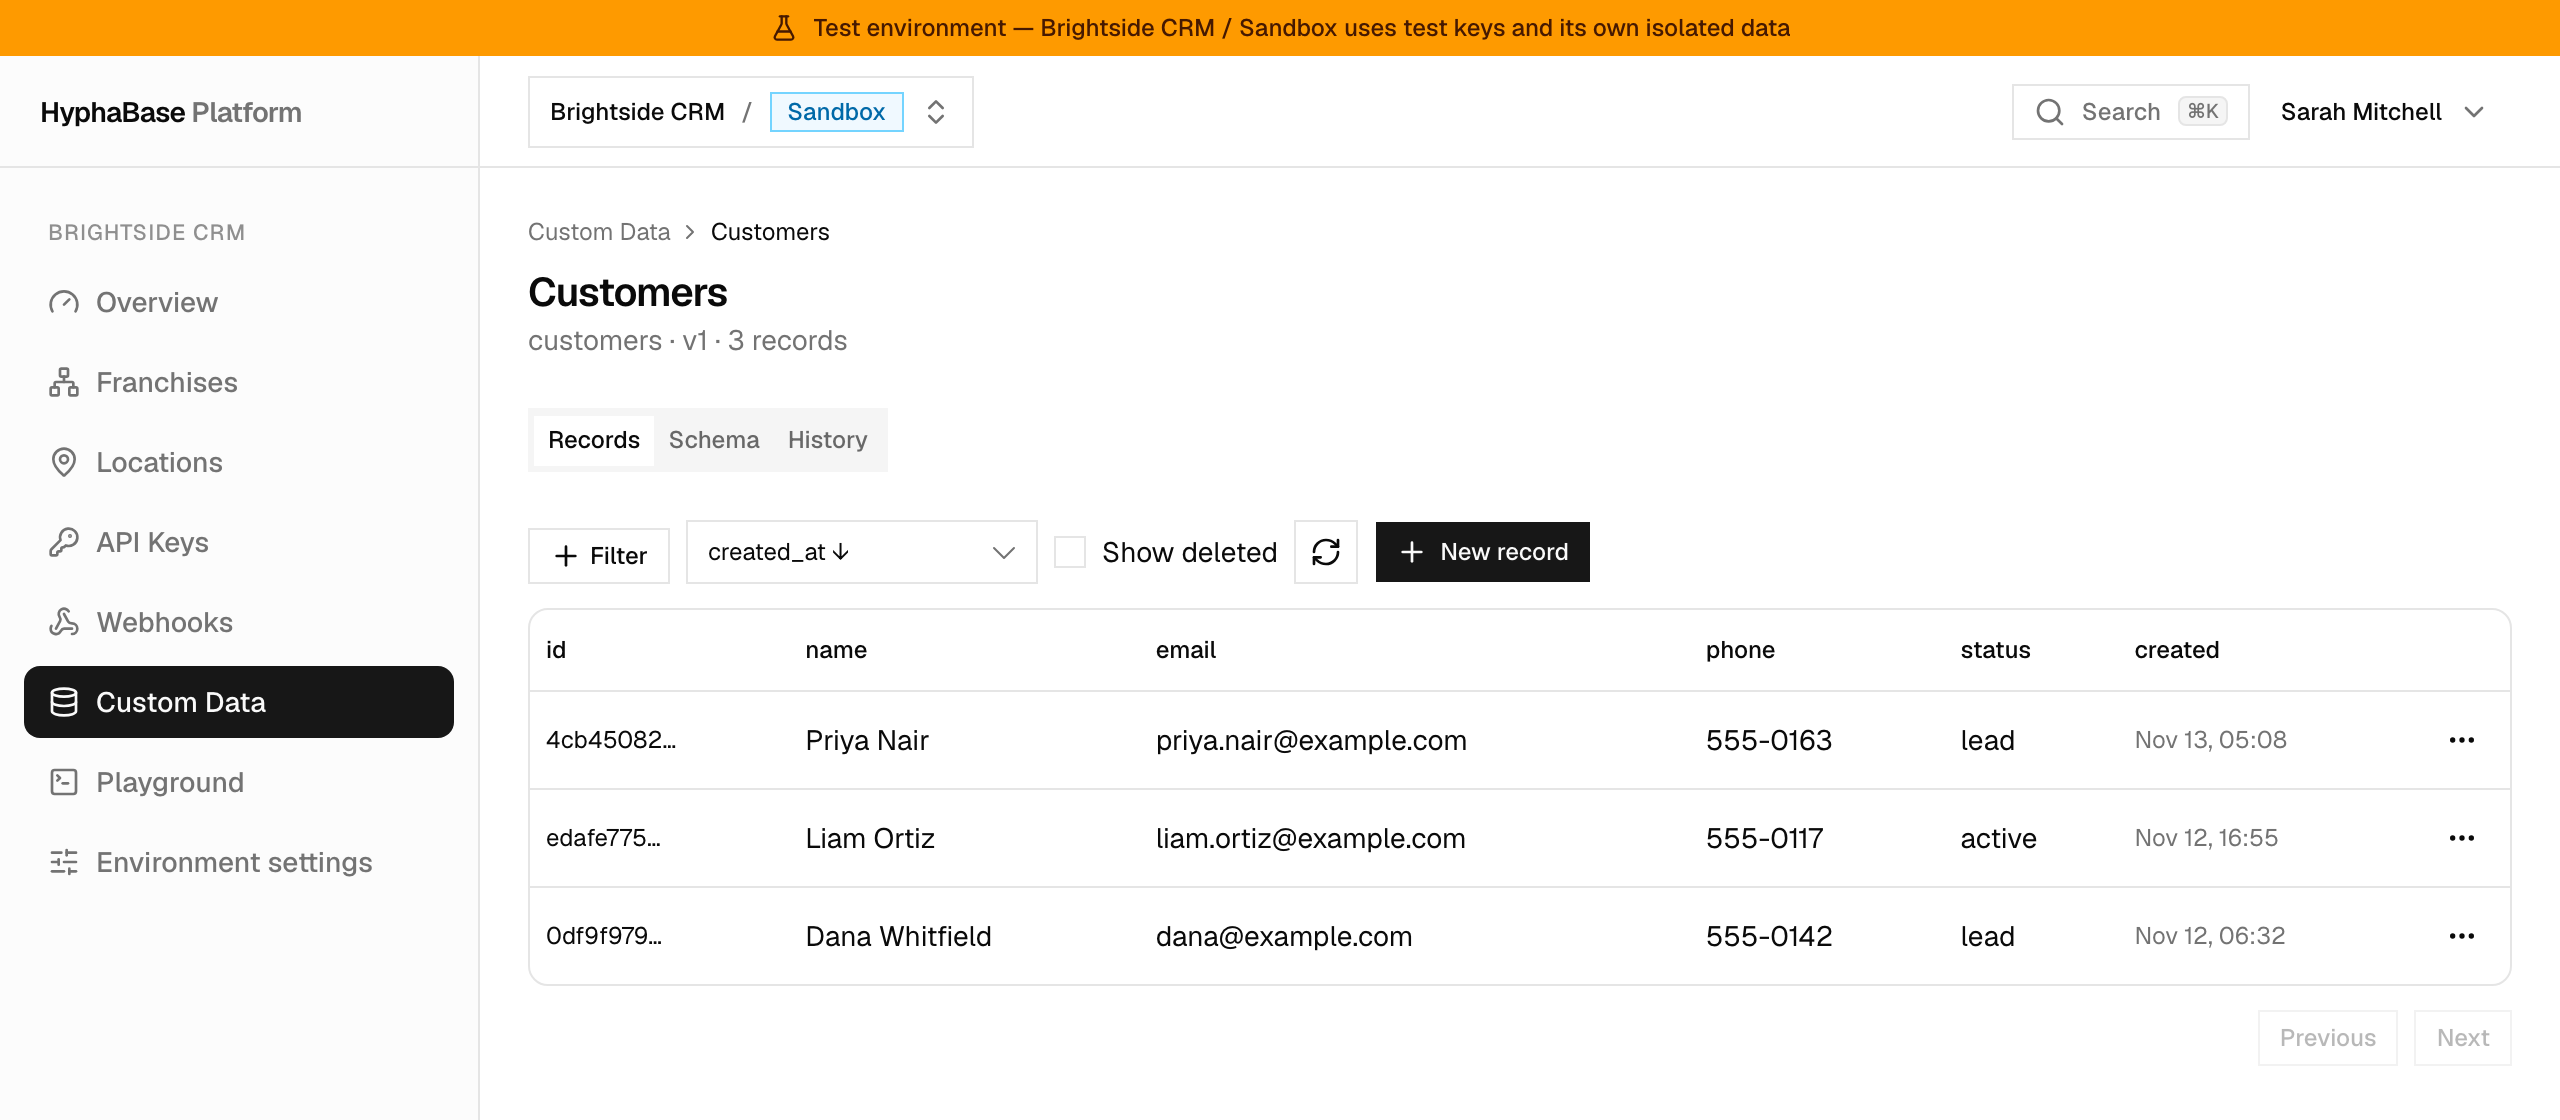 Test environment — Brightside CRM / Sandbox uses test keys and its own isolated data
HyphaBase Platform
Brightside CRM / Sandbox
Search ⌘K
Sarah Mitchell
BRIGHTSIDE CRM
Overview
Franchises
Locations
API Keys
Webhooks
Custom Data
Playground
Environment settings
Custom Data > Customers
Customers
customers · v1 · 3 records
Records Schema History
+ Filter created_at ↓ Show deleted + New record
id name email phone status created
4cb45082… Priya Nair priya.nair@example.com 555-0163 lead Nov 13, 05:08
edafe775… Liam Ortiz liam.ortiz@example.com 555-0117 active Nov 12, 16:55
0df9f979… Dana Whitfield dana@example.com 555-0142 lead Nov 12, 06:32
Previous Next